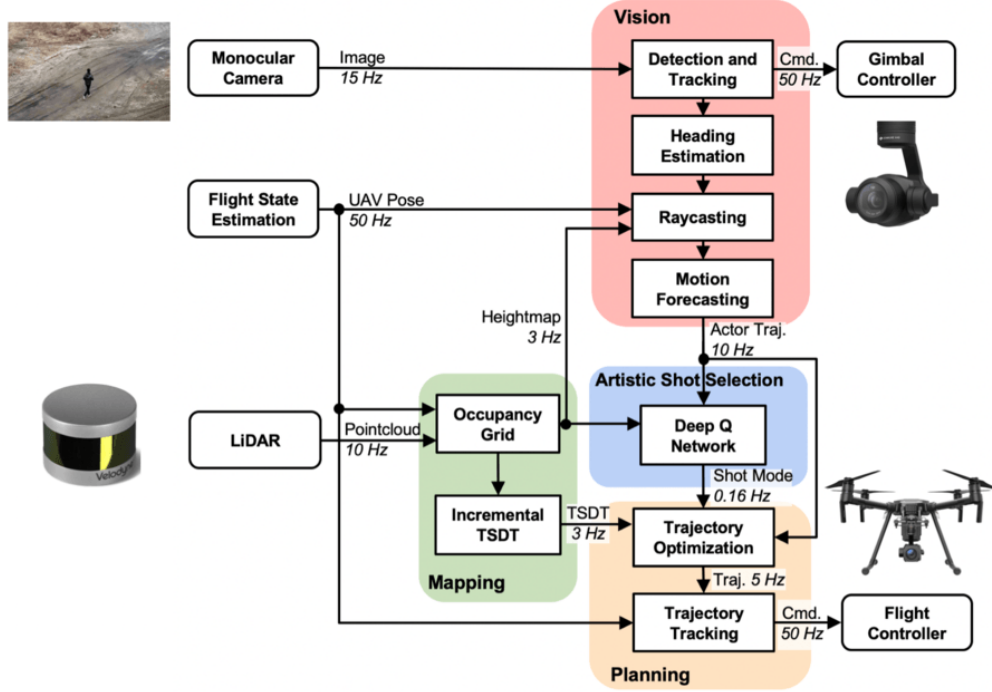 Vision
Monocular
Camera
Image
15 Hz
Detection and
Tracking
Cmd.
50 Hz
Gimbal
Controller
Heading
Estimation
Flight State
Estimation
UAV Pose
50 Hz
Raycasting
Motion
Forecasting
Heightmap
3 Hz
Actor Traj.
10 Hz
Artistic Shot Selection
Occupancy
Grid
Deep Q
Network
LiDAR
Pointcloud
10 Hz
Velodyne
Shot Mode
0.16 Hz
Incremental
TSDT
TSDT
3 Hz
Trajectory
Optimization
Mapping
Traj. 5 Hz
Trajectory
Tracking
Cmd.
50 Hz
Flight
Controller
Planning